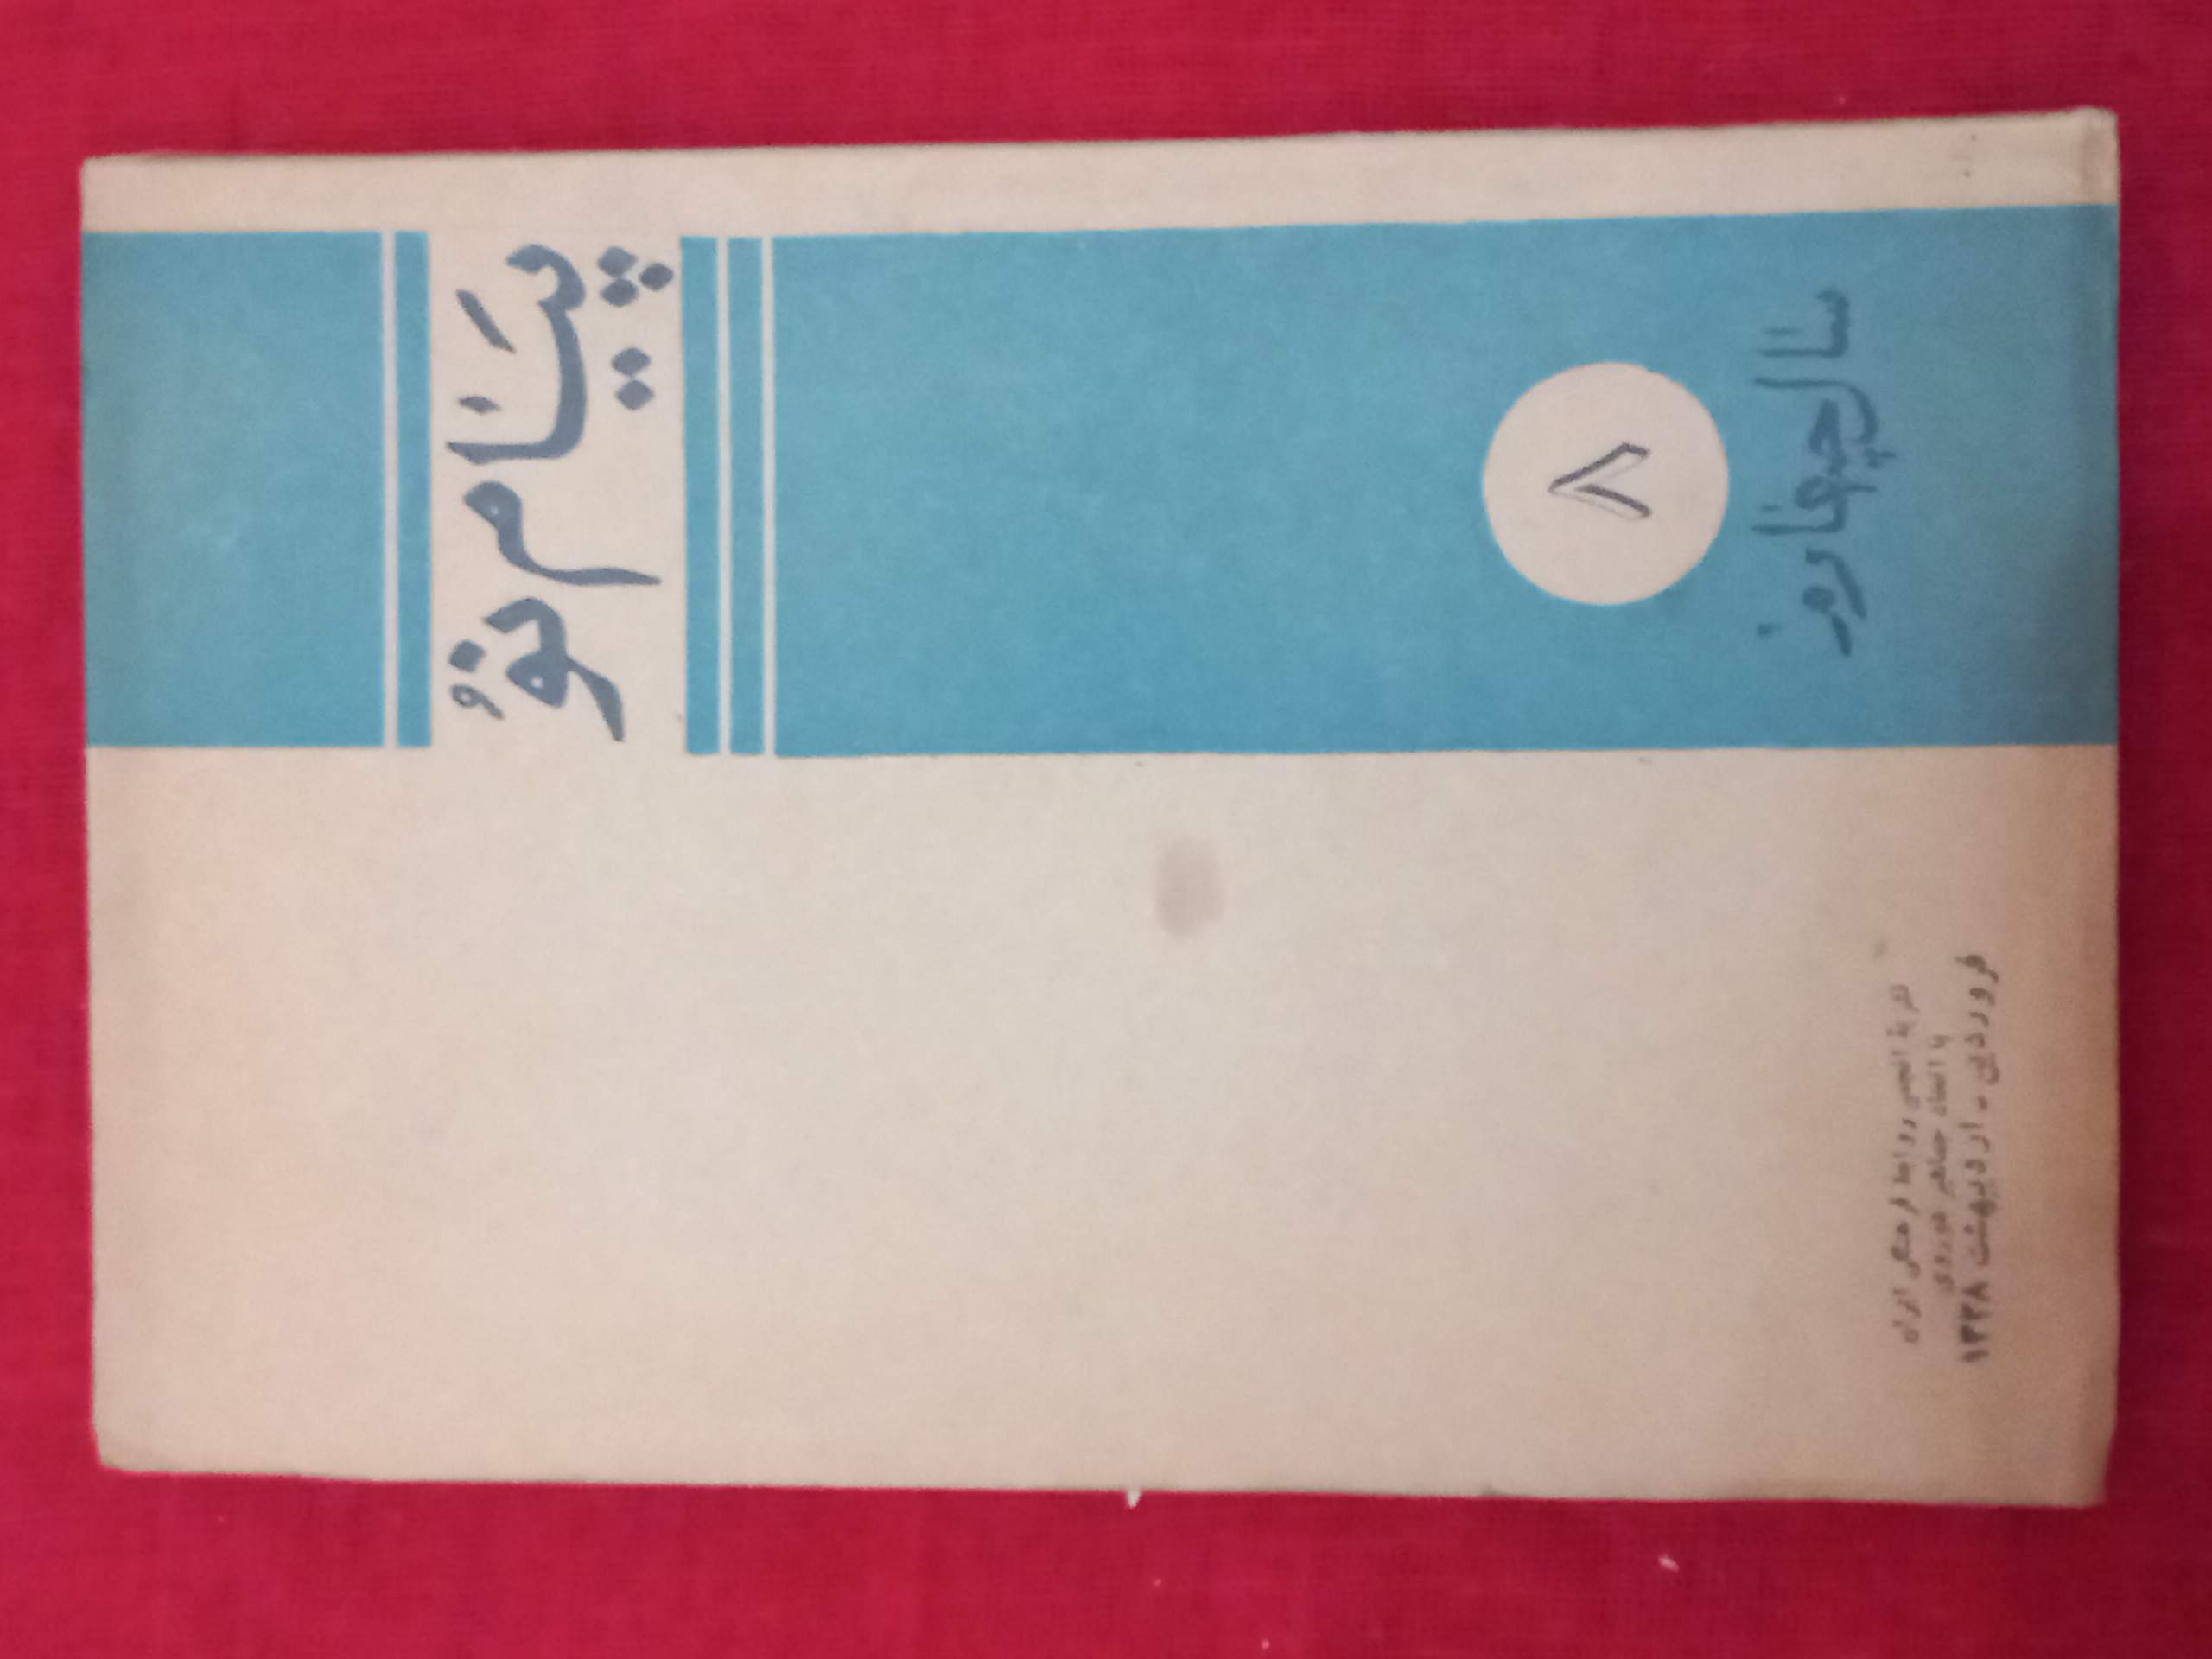 پیام نو
۸
سال چهارم
نشریهٔ انجمن روابط فرهنگی ایران
با اتحاد جماهیر شوروی
فروردین - اردیبهشت ۱۳۲۸